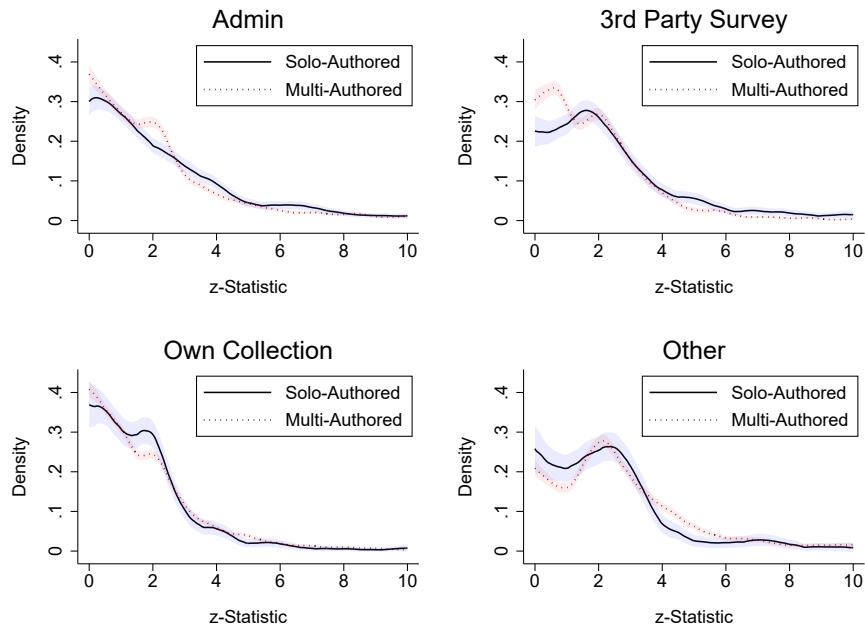 Admin
Solo-Authored
Multi-Authored
Density
.4
.3
.2
.1
0
0 2 4 6 8 10
z-Statistic
3rd Party Survey
Solo-Authored
Multi-Authored
Density
.4
.3
.2
.1
0
0 2 4 6 8 10
z-Statistic
Own Collection
Solo-Authored
Multi-Authored
Density
.4
.3
.2
.1
0
0 2 4 6 8 10
z-Statistic
Other
Solo-Authored
Multi-Authored
Density
.4
.3
.2
.1
0
0 2 4 6 8 10
z-Statistic